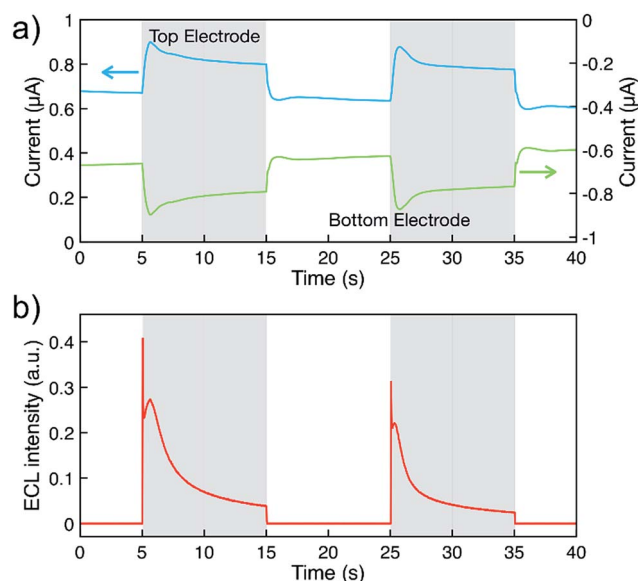 a)
Top Electrode
Bottom Electrode
Current (µA)
1
0.8
0.6
0.4
0.2
0
Current (µA)
0
-0.2
-0.4
-0.6
-0.8
-1
0 5 10 15 20 25 30 35 40
Time (s)
b)
ECL intensity (a.u.)
0.4
0.3
0.2
0.1
0
0 5 10 15 20 25 30 35 40
Time (s)